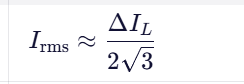 I_rms ≈ ΔI_L / 2√3